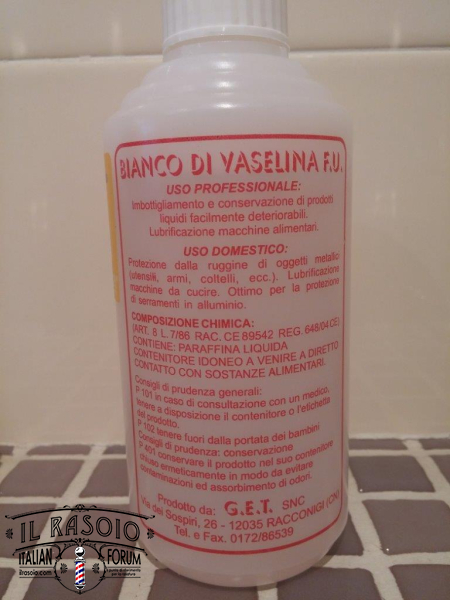 BIANCO DI VASELINA F.U.
USO PROFESSIONALE:
Imbottigliamento e conservazione di prodotti
liquidi facilmente deteriorabili.
Lubrificazione macchine alimentari.
USO DOMESTICO:
Protezione dalla ruggine di oggetti metallici
(utensili, armi, coltelli, ecc.). Lubrificazione
macchine da cucire. Ottimo per la protezione
di serramenti in alluminio.
COMPOSIZIONE CHIMICA:
(ART. 8 L.7/86 RAC. CE 89542 REG. 648/04 CE)
CONTIENE: PARAFFINA LIQUIDA
CONTENITORE IDONEO A VENIRE A DIRETTO
CONTATTO CON SOSTANZE ALIMENTARI.
Consigli di prudenza generali:
P 101 in caso di consultazione con un medico,
tenere a disposizione il contenitore o l'etichetta
del prodotto.
P 102 tenere fuori dalla portata dei bambini
Consigli di prudenza: conservazione
P 401 conservare il prodotto nel suo contenitore
chiuso ermeticamente in modo da evitare
contaminazioni ed assorbimento di odori.
Prodotto da: G.E.T. SNC
Via dei Sospiri, 26 - 12035 RACCONIGI (CN)
Tel. e Fax. 0172/86539
IL RASOIO
ITALIAN FORUM
ilrasoio.com